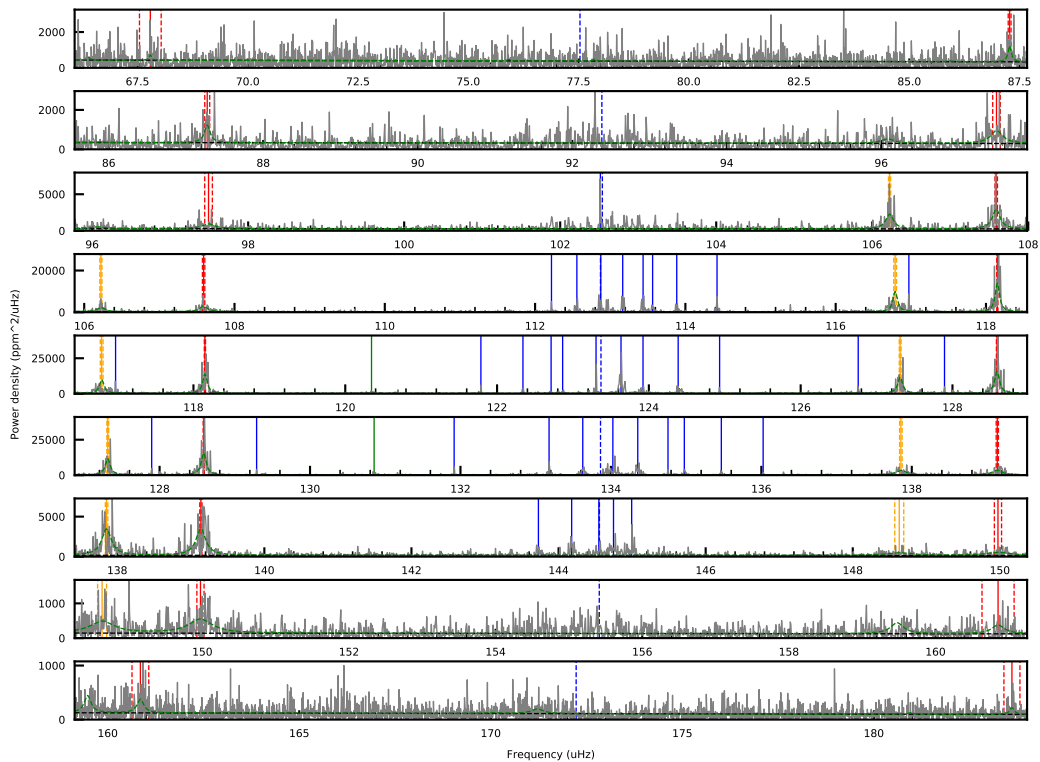 2000
0
67.5 70.0 72.5 75.0 77.5 80.0 82.5 85.0 87.5
2000
0
86 88 90 92 94 96
5000
0
96 98 100 102 104 106 108
20000
0
106 108 110 112 114 116 118
25000
0
118 120 122 124 126 128
25000
0
128 130 132 134 136 138
5000
0
138 140 142 144 146 148 150
1000
0
150 152 154 156 158 160
1000
500
0
160 165 170 175 180
Power density (ppm^2/uHz)
Frequency (uHz)